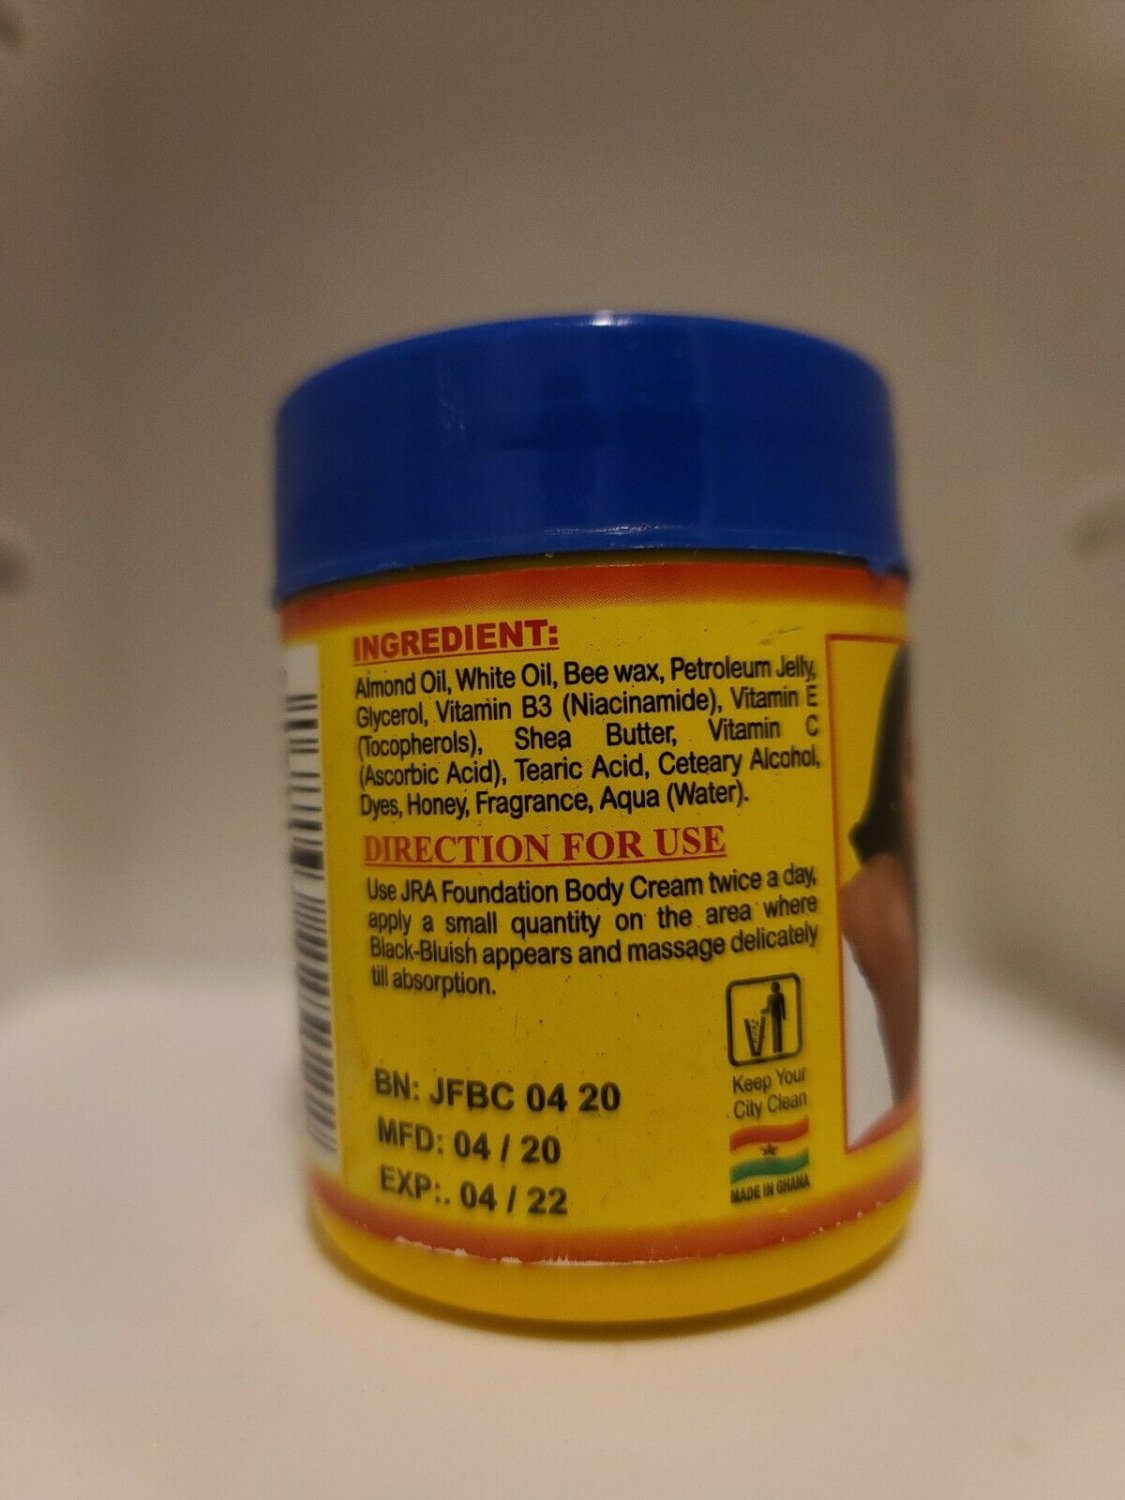 INGREDIENT:
Almond Oil, White Oil, Bee wax, Petroleum Jelly,
Glycerol, Vitamin B3 (Niacinamide), Vitamin E
(Tocopherols), Shea Butter, Vitamin C
(Ascorbic Acid), Tearic Acid, Ceteary Alcohol,
Dyes, Honey, Fragrance, Aqua (Water).
DIRECTION FOR USE
Use JRA Foundation Body Cream twice a day,
apply a small quantity on the area where
Black-Bluish appears and massage delicately
till absorption.
BN: JFBC 04 20
MFD: 04 / 20
EXP:. 04 / 22
Keep Your
City Clean
MADE IN GHANA